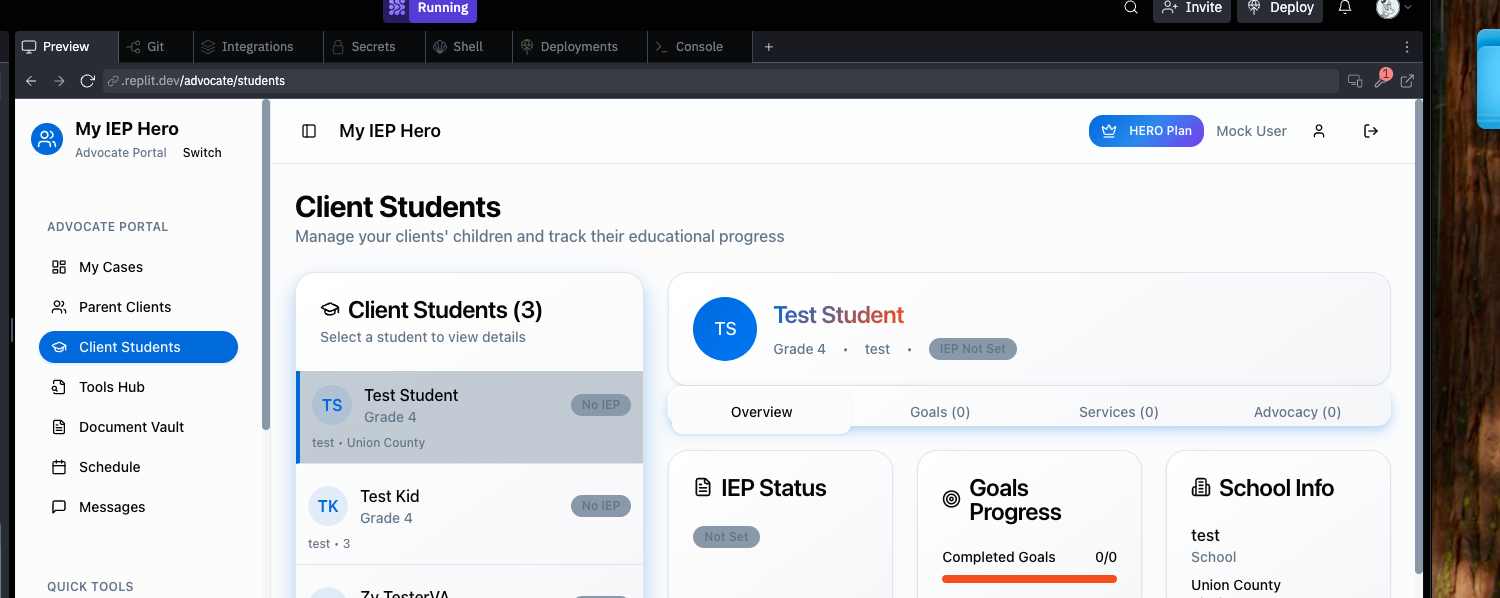 Running
Invite
Deploy
Preview
Git
Integrations
Secrets
Shell
Deployments
Console
+
.replit.dev/advocate/students
1
My IEP Hero
Advocate Portal Switch
My IEP Hero
HERO Plan
Mock User
ADVOCATE PORTAL
My Cases
Parent Clients
Client Students
Tools Hub
Document Vault
Schedule
Messages
QUICK TOOLS
Client Students
Manage your clients' children and track their educational progress
Client Students (3)
Select a student to view details
TS
Test Student
Grade 4
No IEP
test • Union County
TK
Test Kid
Grade 4
No IEP
test • 3
Zy TesterVA
TS
Test Student
Grade 4 • test • IEP Not Set
Overview
Goals (0)
Services (0)
Advocacy (0)
IEP Status
Not Set
Goals
Progress
Completed Goals 0/0
School Info
test
School
Union County